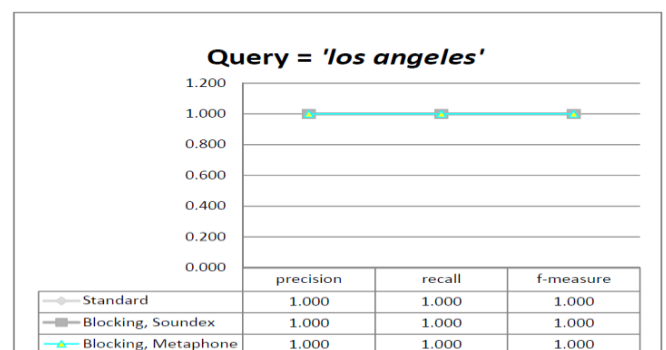 Query = 'los angeles'
1.200
1.000
0.800
0.600
0.400
0.200
0.000
precision recall f-measure
Standard 1.000 1.000 1.000
Blocking, Soundex 1.000 1.000 1.000
Blocking, Metaphone 1.000 1.000 1.000